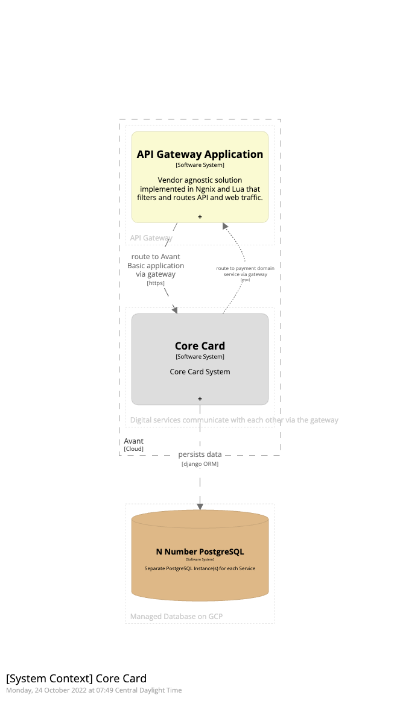 API Gateway Application
[Software System]
Vendor agnostic solution
implemented in Ngnix and Lua that
filters and routes API and web traffic.
+
API Gateway
route to Avant
Basic application
via gateway
[https]
route to payment domain
service via gateway
Core Card
[Software System]
Core Card System
+
Digital services communicate with each other via the gateway
Avant
[Cloud]
persists data
[django ORM]
N Number PostgreSQL
[Software System]
Separate PostgreSQL Instance(s) for each Service
Managed Database on GCP
[System Context] Core Card
Monday, 24 October 2022 at 07:49 Central Daylight Time